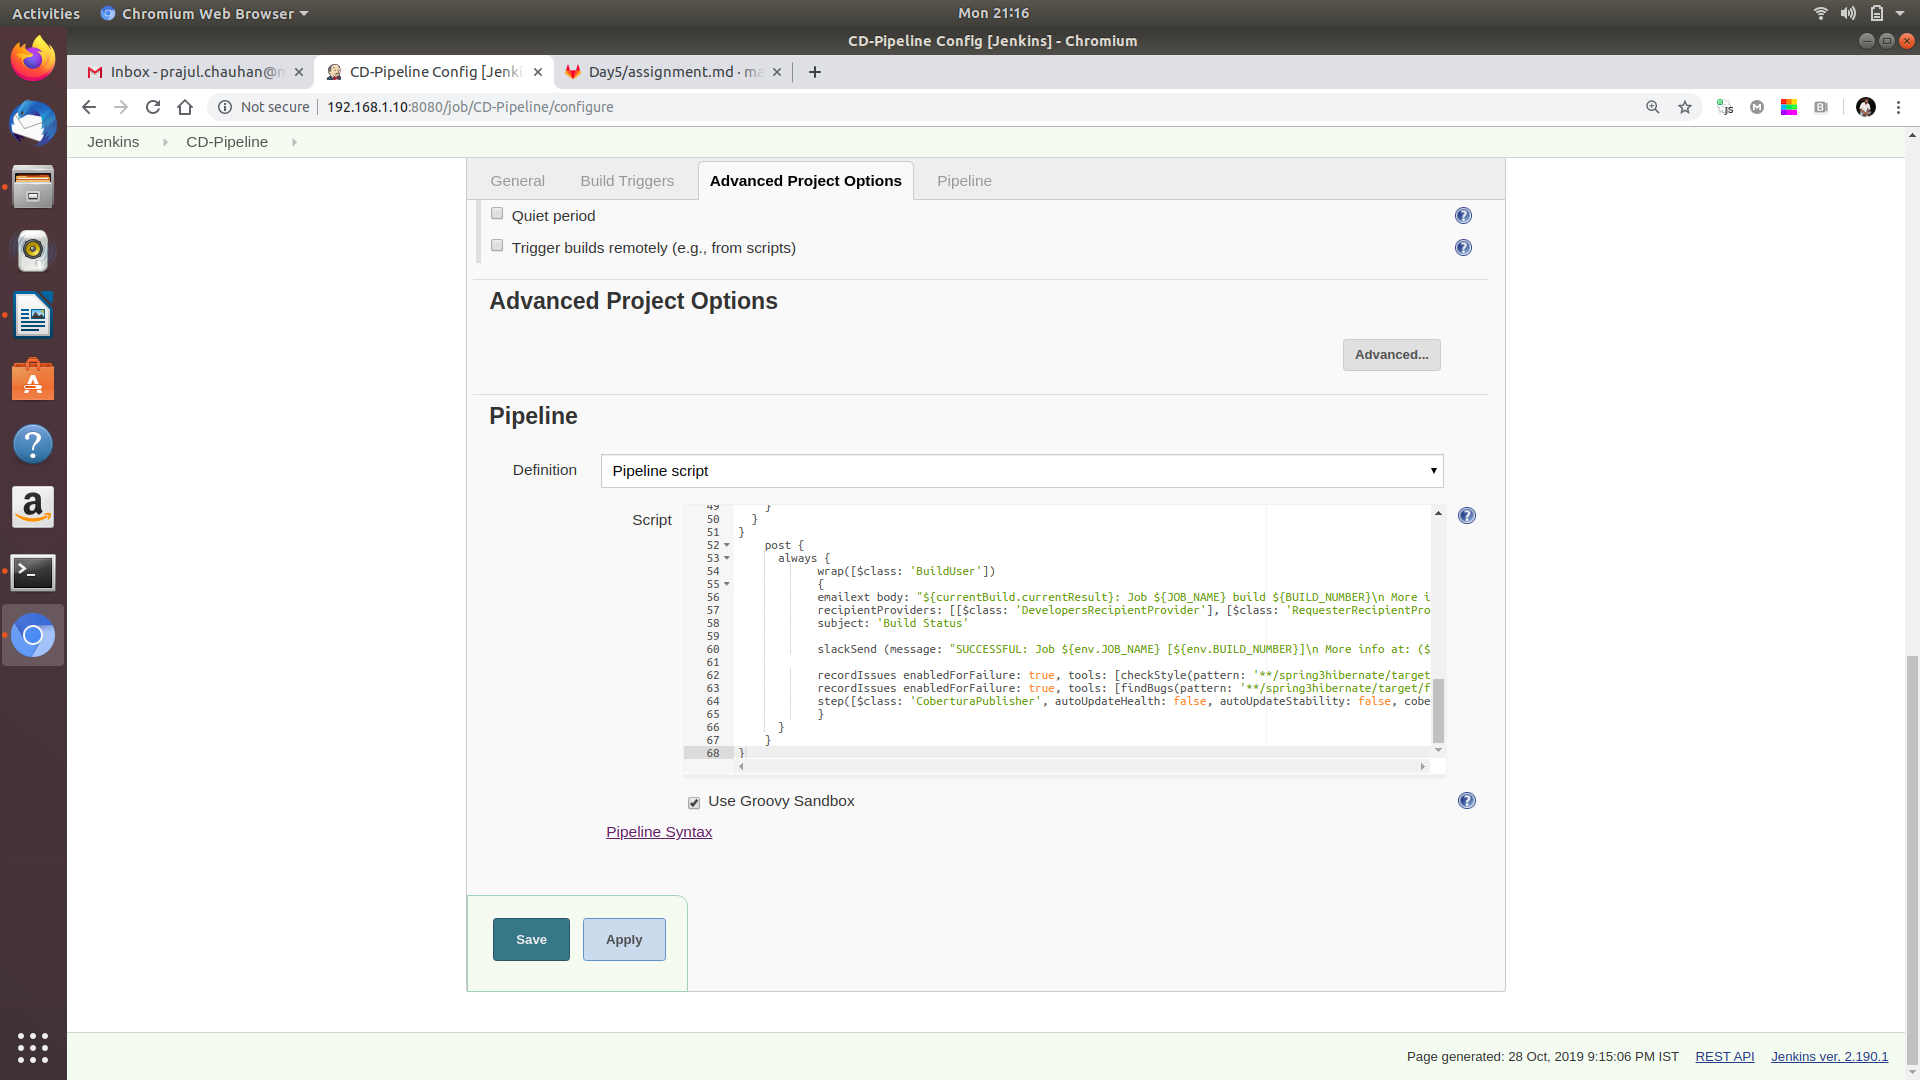 Activities
Chromium Web Browser
Mon 21:16
CD-Pipeline Config [Jenkins] - Chromium
Inbox - prajul.chauhan@m
CD-Pipeline Config [Jenki
Day5/assignment.md · ma
Not secure
192.168.1.10:8080/job/CD-Pipeline/configure
Jenkins
CD-Pipeline
General
Build Triggers
Advanced Project Options
Pipeline
Quiet period
Trigger builds remotely (e.g., from scripts)
Advanced Project Options
Advanced...
Pipeline
Definition
Pipeline script
Script
49 }
50 }
51 }
52 post {
53 always {
54 wrap([$class: 'BuildUser'])
55 {
56 emailext body: "${currentBuild.currentResult}: Job ${JOB_NAME} build ${BUILD_NUMBER}\n More i
57 recipientProviders: [[$class: 'DevelopersRecipientProvider'], [$class: 'RequesterRecipientPro
58 subject: 'Build Status'
59
60 slackSend (message: "SUCCESSFUL: Job ${env.JOB_NAME} [${env.BUILD_NUMBER}]\n More info at: ($
61
62 recordIssues enabledForFailure: true, tools: [checkStyle(pattern: '**/spring3hibernate/target
63 recordIssues enabledForFailure: true, tools: [findBugs(pattern: '**/spring3hibernate/target/f
64 step([$class: 'CoberturaPublisher', autoUpdateHealth: false, autoUpdateStability: false, cobe
65 }
66 }
67 }
68 }
Use Groovy Sandbox
Pipeline Syntax
Save
Apply
Page generated: 28 Oct, 2019 9:15:06 PM IST
REST API
Jenkins ver. 2.190.1